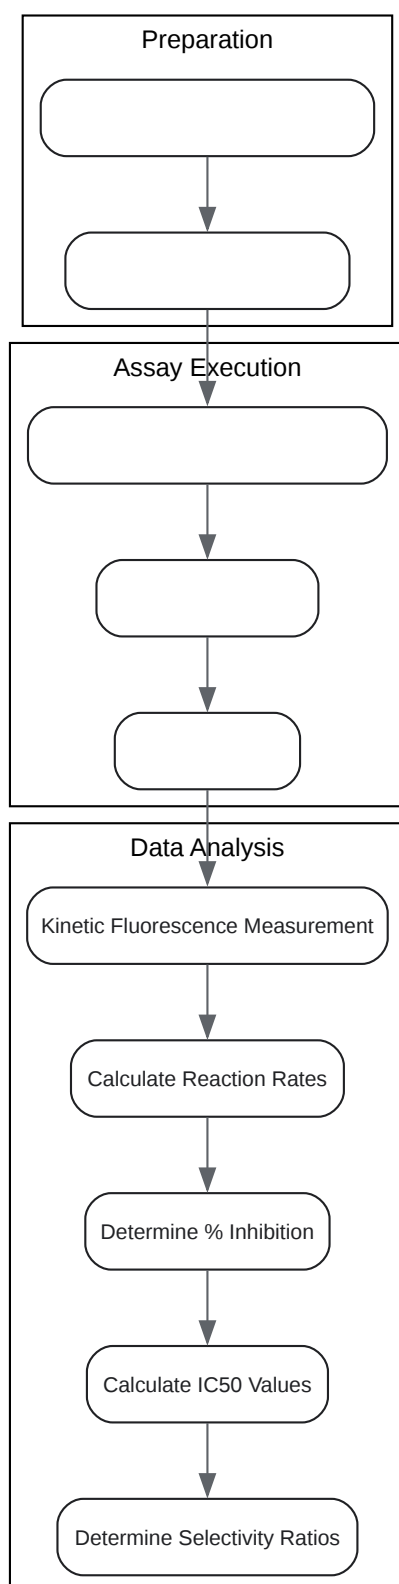 Preparation
Assay Execution
Data Analysis
Kinetic Fluorescence Measurement
Calculate Reaction Rates
Determine % Inhibition
Calculate IC50 Values
Determine Selectivity Ratios